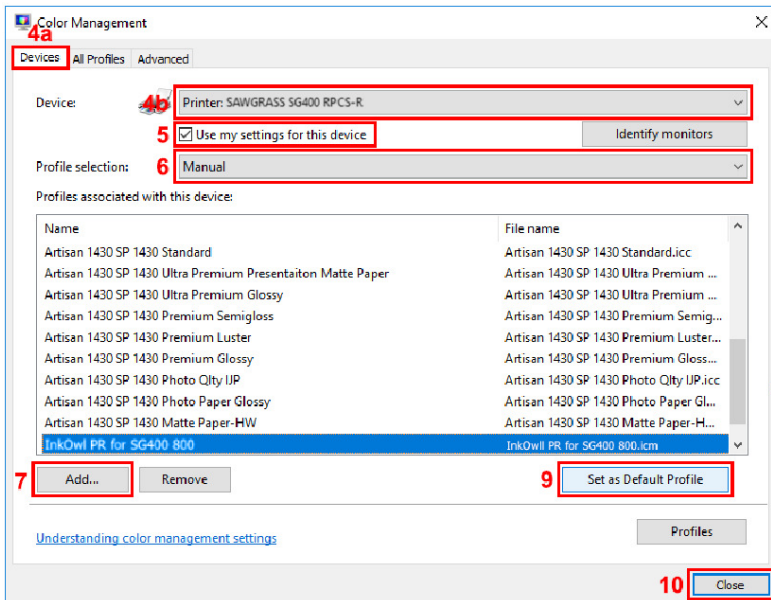 Color Management
4a
Devices All Profiles Advanced
Device: 4b Printer: SAWGRASS SG400 RPCS-R
5 Use my settings for this device Identify monitors
Profile selection: 6 Manual
Profiles associated with this device:
Name File name
Artisan 1430 SP 1430 Standard Artisan 1430 SP 1430 Standard.icc
Artisan 1430 SP 1430 Ultra Premium Presentaiton Matte Paper Artisan 1430 SP 1430 Ultra Premium ...
Artisan 1430 SP 1430 Ultra Premium Glossy Artisan 1430 SP 1430 Ultra Premium ...
Artisan 1430 SP 1430 Premium Semigloss Artisan 1430 SP 1430 Premium Semig...
Artisan 1430 SP 1430 Premium Luster Artisan 1430 SP 1430 Premium Luster...
Artisan 1430 SP 1430 Premium Glossy Artisan 1430 SP 1430 Premium Gloss...
Artisan 1430 SP 1430 Photo Qlty IJP Artisan 1430 SP 1430 Photo Qlty IJP.icc
Artisan 1430 SP 1430 Photo Paper Glossy Artisan 1430 SP 1430 Photo Paper Gl...
Artisan 1430 SP 1430 Matte Paper-HW Artisan 1430 SP 1430 Matte Paper-H...
InkOwl PR for SG400 800 InkOwll PR for SG400 800.icm
7 Add... Remove 9 Set as Default Profile
Understanding color management settings Profiles
10 Close